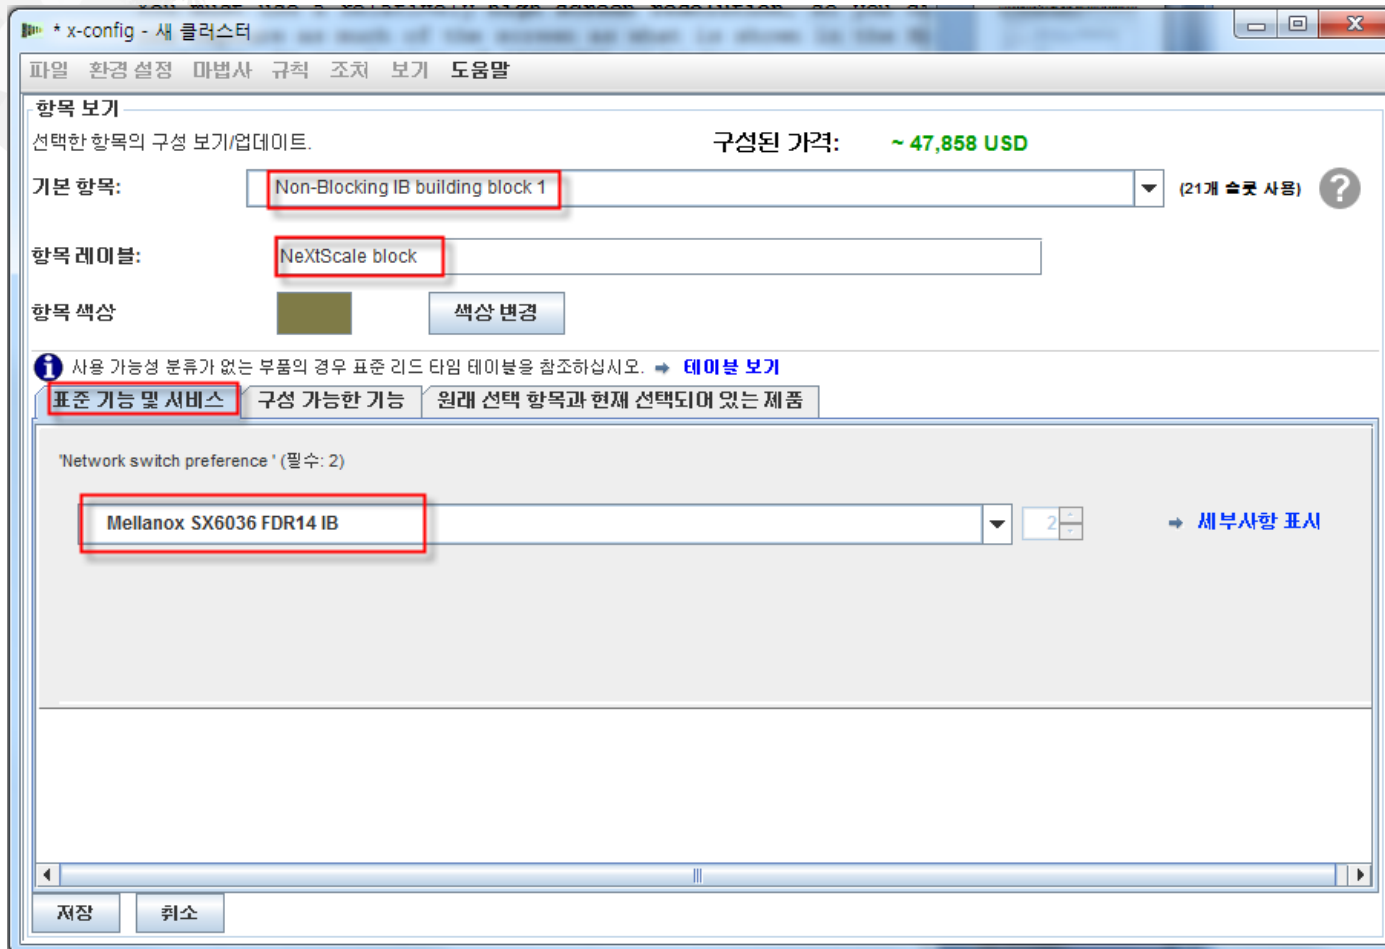 * x-config - 새 클러스터
파일 환경 설정 마법사 규칙 조처 보기 도움말
항목 보기
선택한 항목의 구성 보기/업데이트. 구성된 가격: ~ 47,858 USD
기본 항목: Non-Blocking IB building block 1 (21개 슬롯 사용) ?
항목 레이블: NeXtScale block
항목 색상 색상 변경
사용 가능성 분류가 없는 부품의 경우 표준 리드 타임 테이블을 참조하십시오. 테이블 보기
표준 기능 및 서비스 구성 가능한 기능 원래 선택 항목과 현재 선택되어 있는 제품
'Network switch preference ' (필수: 2)
Mellanox SX6036 FDR14 IB 2 세부사항 표시
저장 취소